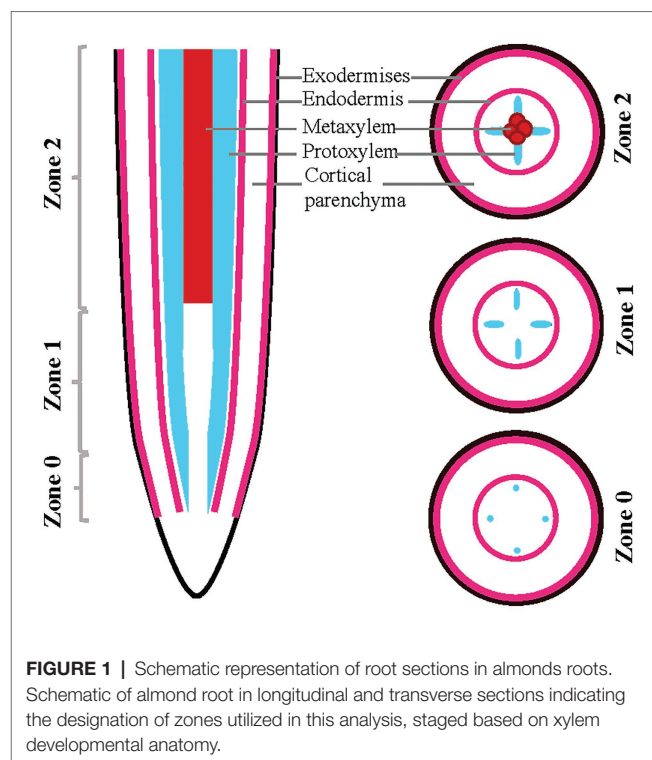 Zone 2
Zone 1
Zone 0
Exodermises
Endodermis
Metaxylem
Protoxylem
Cortical
parenchyma
Zone 2
Zone 1
Zone 0
FIGURE 1 | Schematic representation of root sections in almonds roots.
Schematic of almond root in longitudinal and transverse sections indicating
the designation of zones utilized in this analysis, staged based on xylem
developmental anatomy.